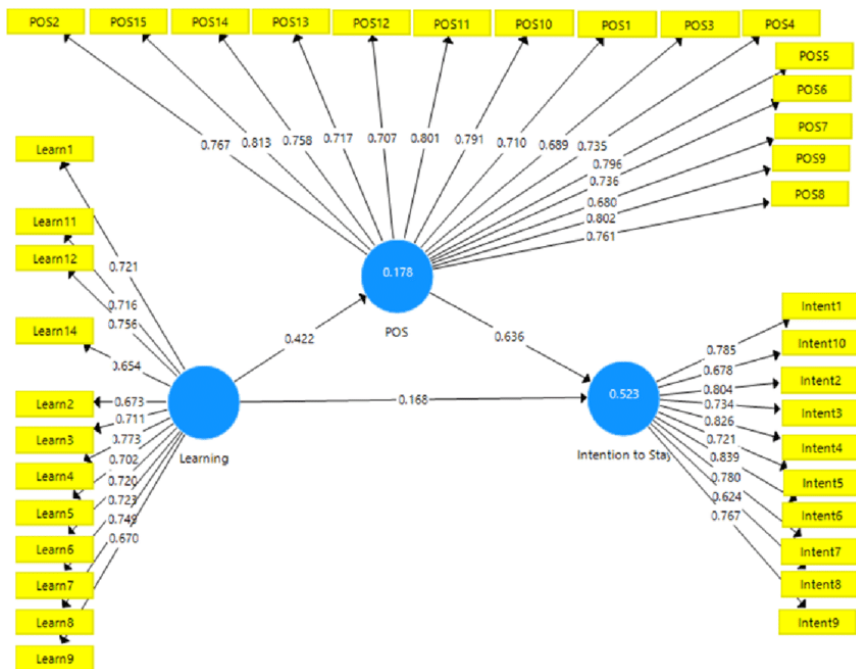 POS2 POS15 POS14 POS13 POS12 POS11 POS10 POS1 POS3 POS4
POS5
POS6
POS7
POS9
POS8
0.767 0.813 0.758 0.717 0.707 0.801 0.791 0.710 0.689 0.735
0.796
0.736
0.680
0.802
0.761
Learn1
Learn11
Learn12
Learn14
Learn2
Learn3
Learn4
Learn5
Learn6
Learn7
Learn8
Learn9
0.721
0.716
0.756
0.654
0.673
0.711
0.773
0.702
0.720
0.723
0.749
0.670
0.178
POS
0.422
0.636
0.168
Learning
0.523
Intention to Stay
0.785
0.678
0.804
0.734
0.826
0.721
0.839
0.780
0.624
0.767
Intent1
Intent10
Intent2
Intent3
Intent4
Intent5
Intent6
Intent7
Intent8
Intent9